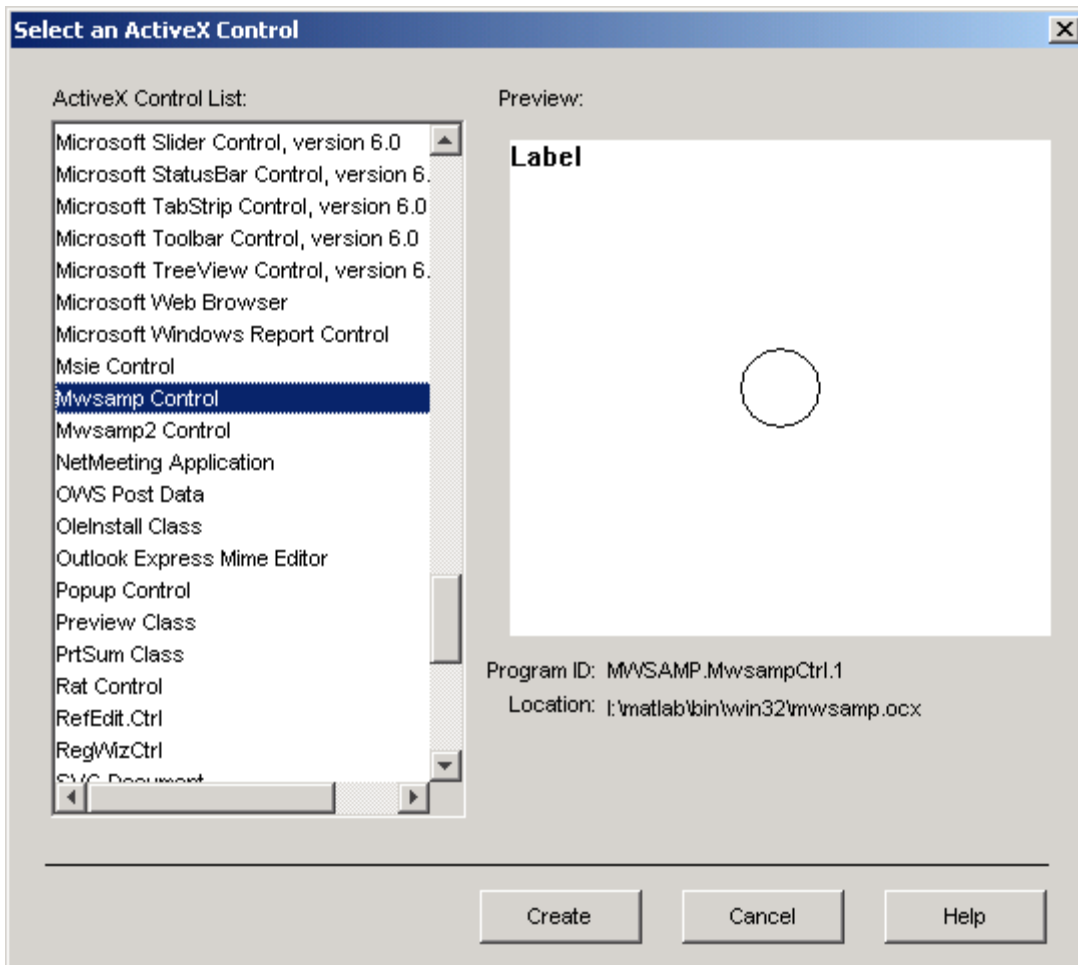 Select an ActiveX Control
ActiveX Control List:
Microsoft Slider Control, version 6.0
Microsoft StatusBar Control, version 6.
Microsoft TabStrip Control, version 6.0
Microsoft Toolbar Control, version 6.0
Microsoft TreeView Control, version 6.
Microsoft Web Browser
Microsoft Windows Report Control
Msie Control
Mwsamp Control
Mwsamp2 Control
NetMeeting Application
OWS Post Data
OleInstall Class
Outlook Express Mime Editor
Popup Control
Preview Class
PrtSum Class
Rat Control
RefEdit.Ctrl
RegWizCtrl
Preview:
Label
Program ID: MWSAMP.MwsampCtrl.1
Location: I:\matlab\bin\win32\mwsamp.ocx
Create
Cancel
Help